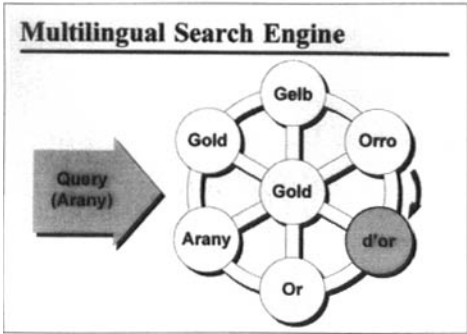 Multilingual Search Engine
Gelb
Gold
Orro
Query
(Arany)
Gold
Arany
d'or
Or